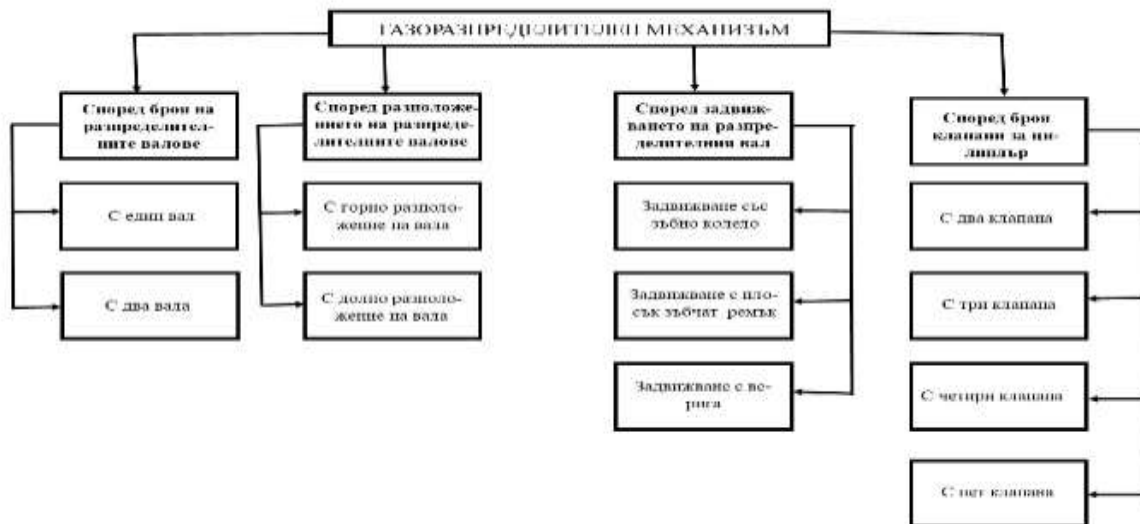 ГАЗОРАЗПРЕДЕЛИТЕЛЕН МЕХАНИЗЪМ
Според броя на
разпределител-
ните валове
С един вал
С два вала
Според разположе-
нието на разпреде-
лителните валове
С горно разполо-
жение на вала
С долно разполо-
жение на вала
Според задвиж-
ването на разпре-
делителния вал
Задвижване със
зъбно колело
Задвижване с пло-
сък зъбчат ремък
Задвижване с ве-
рига
Според броя
клапани за ци-
линдър
С два клапана
С три клапана
С четири клапана
С пет клапана